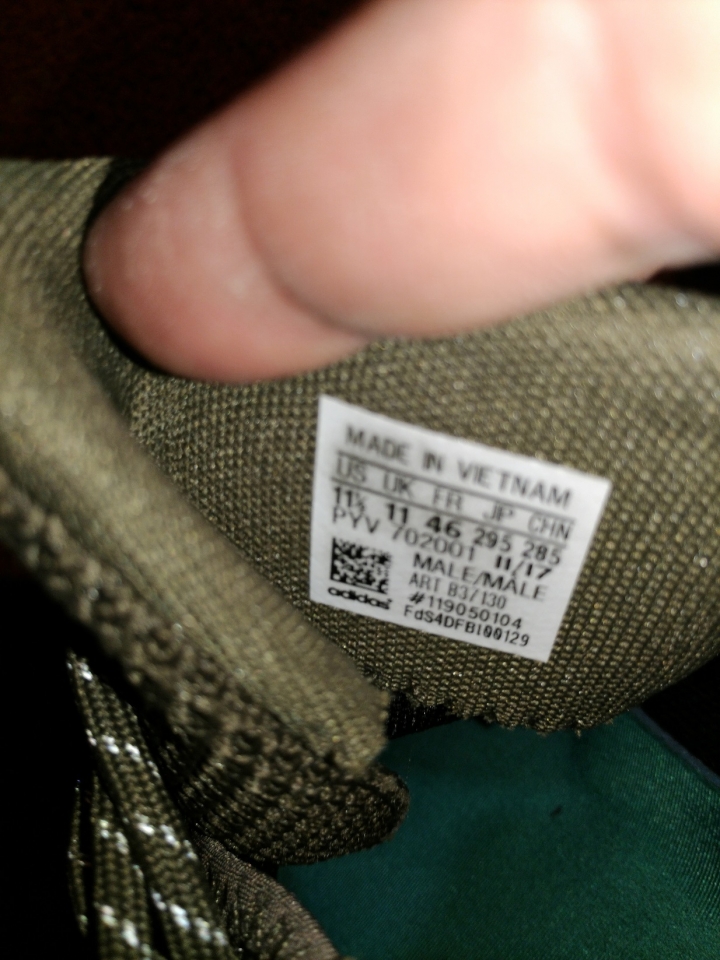 MADE IN VIETNAM
US UK FR JP CHN
11½ 11 46 295 285
PYV 702001 11/17
MALE/MALE
ART B37130
#119050104
adidas
FdS4DFB100129